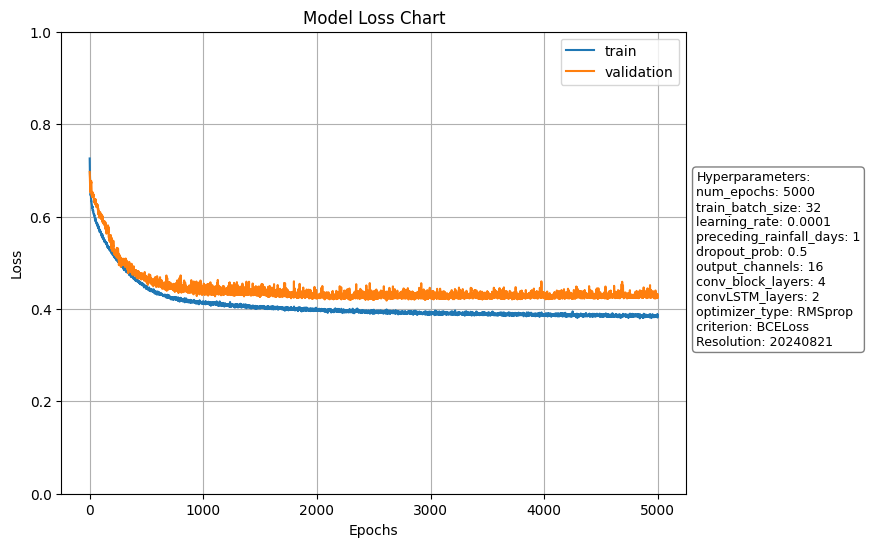 Model Loss Chart
train
validation
Loss
1.0
0.8
0.6
0.4
0.2
0.0
0
1000
2000
3000
4000
5000
Epochs
Hyperparameters:
num_epochs: 5000
train_batch_size: 32
learning_rate: 0.0001
preceding_rainfall_days: 1
dropout_prob: 0.5
output_channels: 16
conv_block_layers: 4
convLSTM_layers: 2
optimizer_type: RMSprop
criterion: BCELoss
Resolution: 20240821